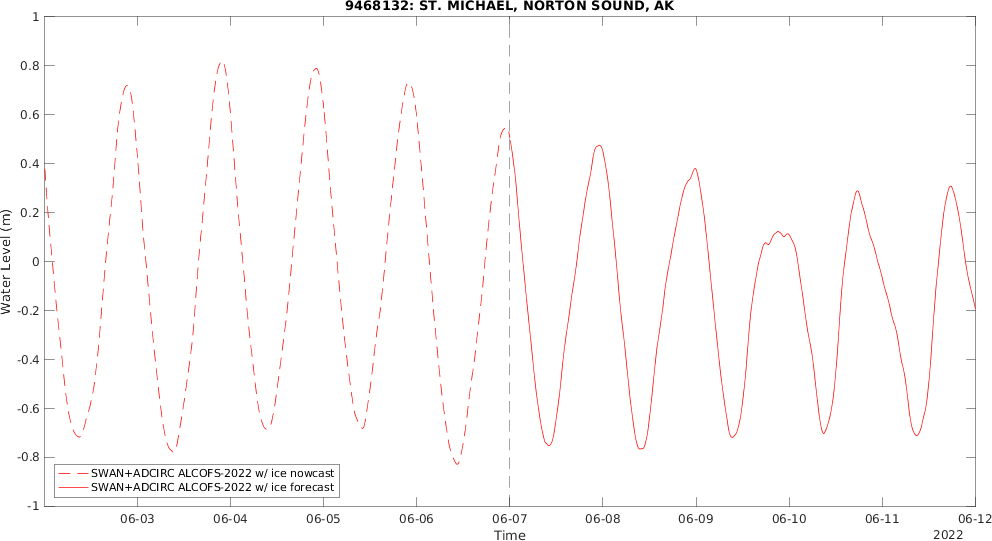 9468132: ST. MICHAEL, NORTON SOUND, AK
1
0.8
0.6
0.4
0.2
0
-0.2
-0.4
-0.6
-0.8
-1
Water Level (m)
SWAN+ADCIRC ALCOFS-2022 w/ ice nowcast
SWAN+ADCIRC ALCOFS-2022 w/ ice forecast
06-03 06-04 06-05 06-06 06-07 06-08 06-09 06-10 06-11 06-12
Time
2022